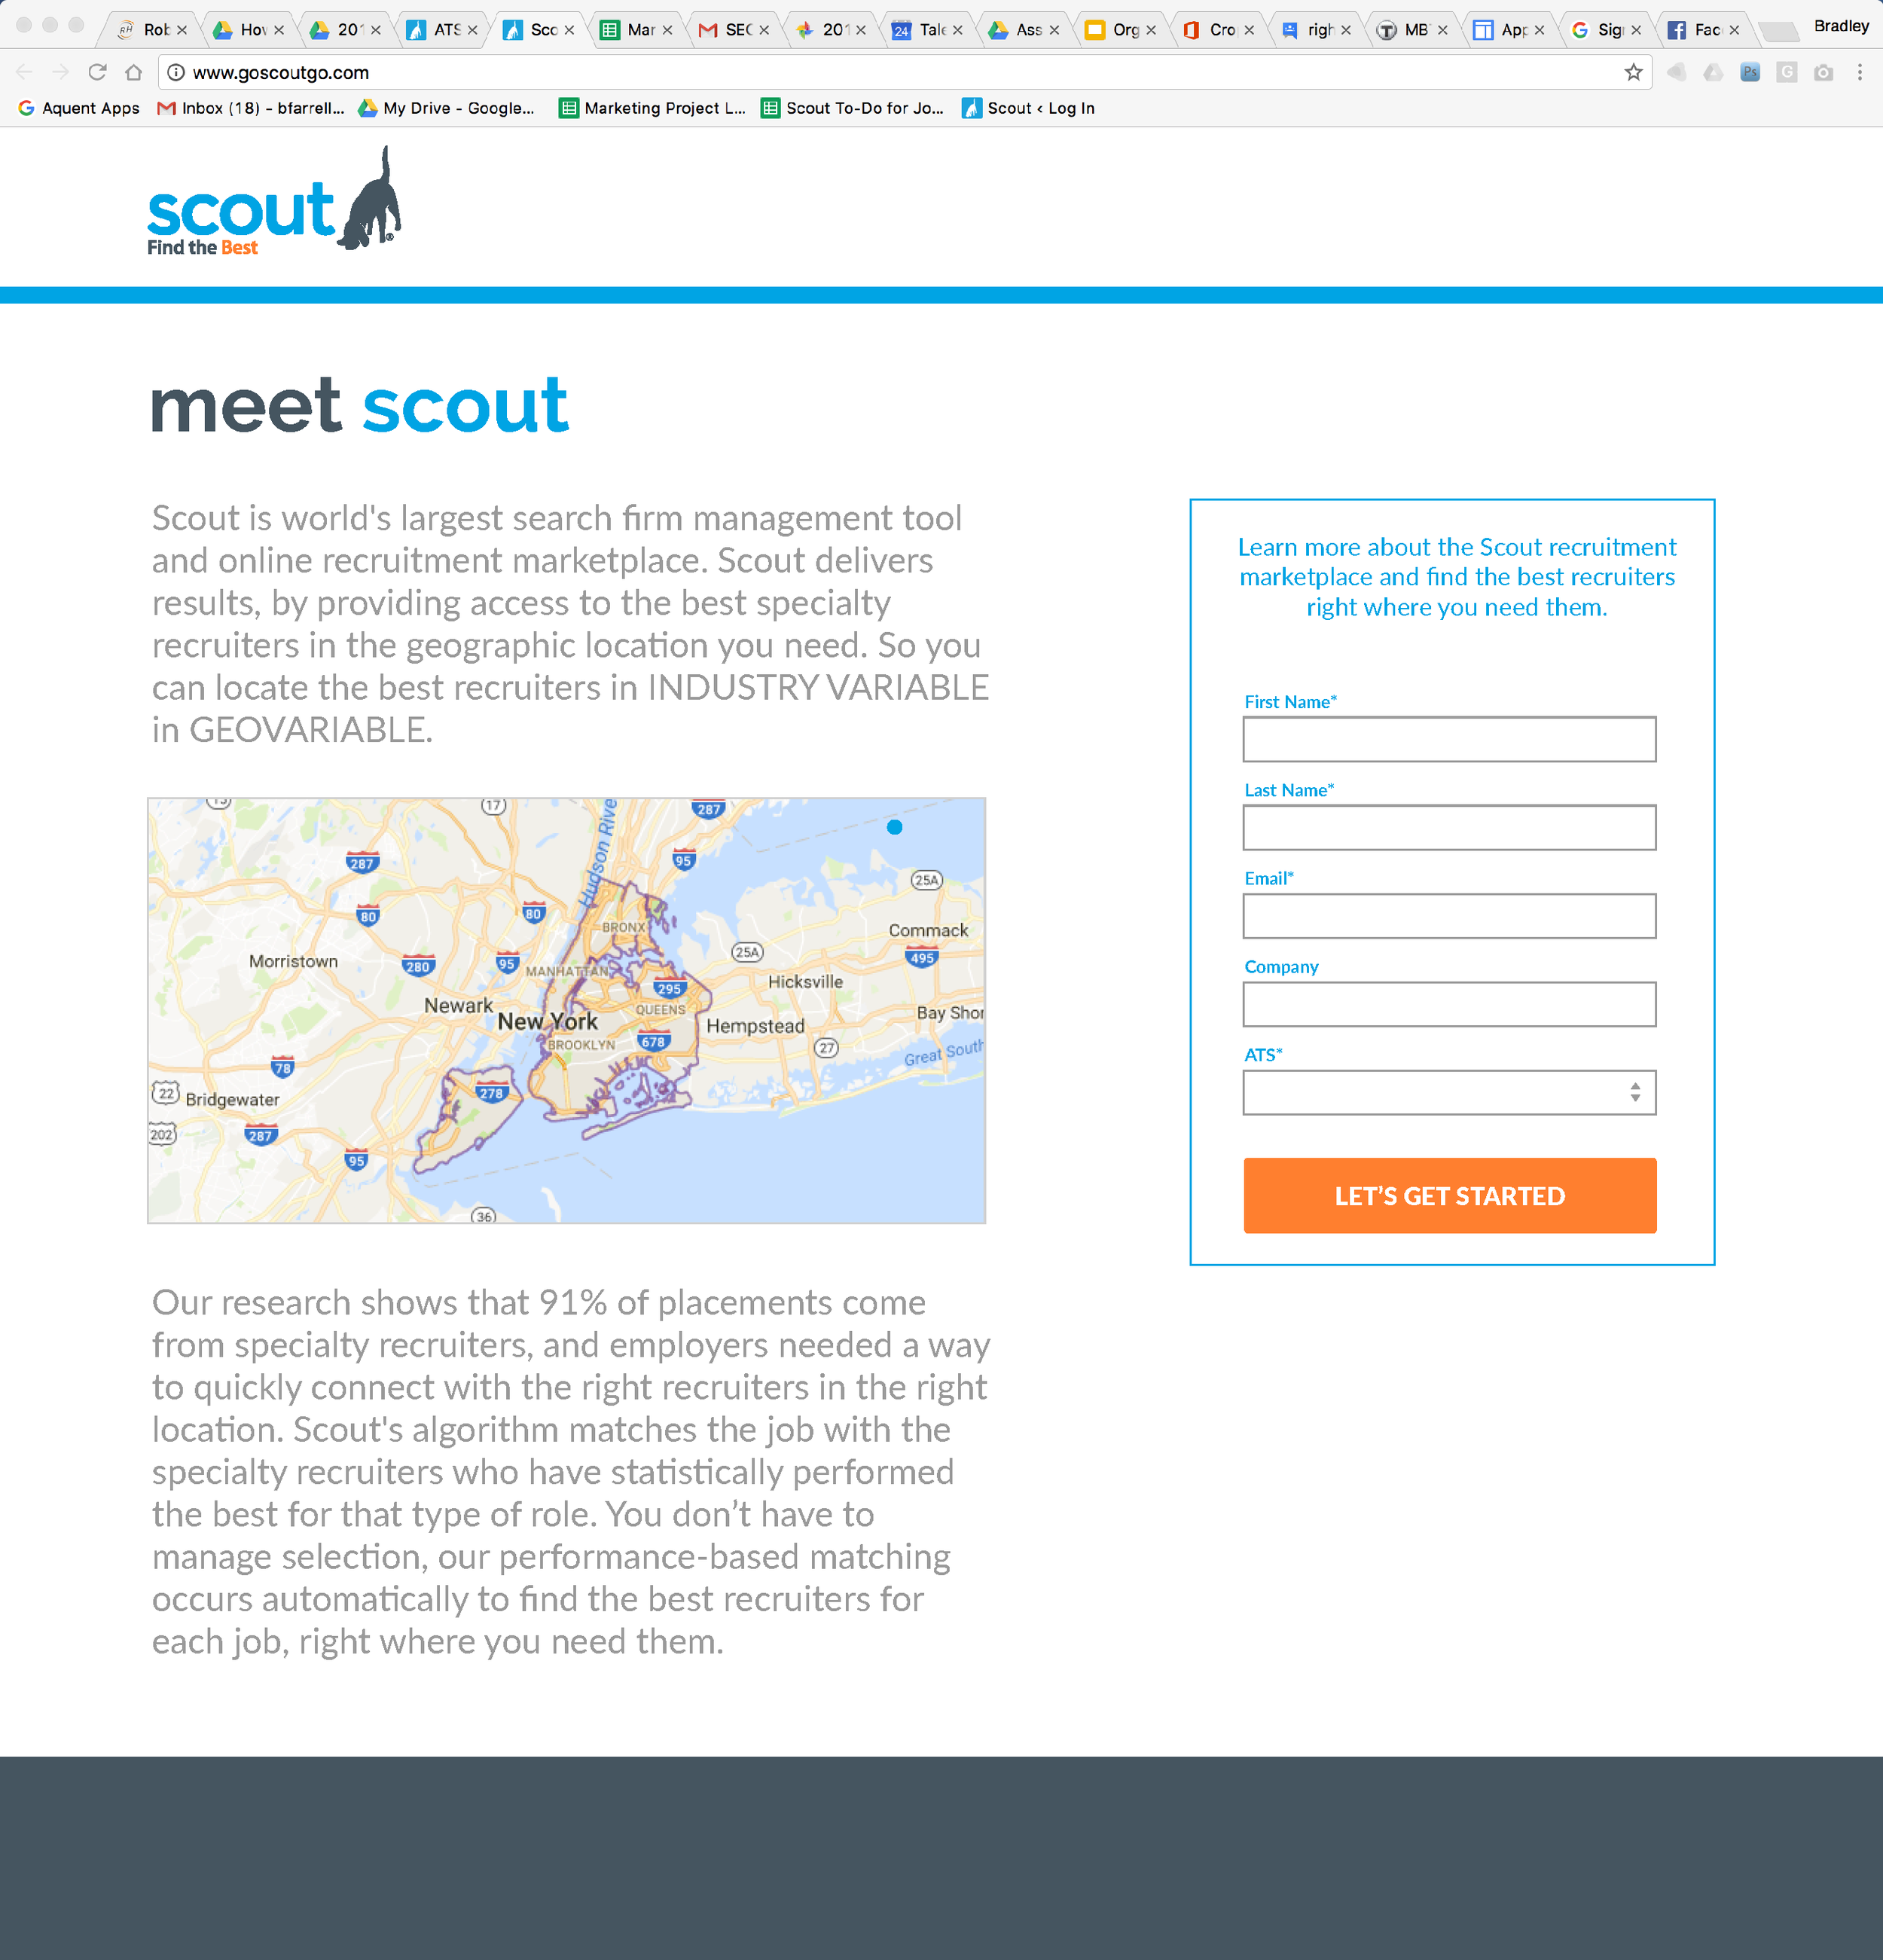 Rob
Hov
201
ATS
Sco
Mar
SEC
201
24
Tale
Ass
Org
Cro
righ
MB
App
Sig
Fac
Bradley
www.goscoutgo.com
Aquent Apps
Inbox (18) - bfarrell...
My Drive - Google...
Marketing Project L...
Scout To-Do for Jo...
Scout ‹ Log In
scout®
Find the Best
meet scout
Scout is world's largest search firm management tool
and online recruitment marketplace. Scout delivers
results, by providing access to the best specialty
recruiters in the geographic location you need. So you
can locate the best recruiters in INDUSTRY VARIABLE
in GEOVARIABLE.
17
287
Hudson Rive
287
95
25A
80
80
BRONX
Commack
25A
495
Morristown
280
95
MANHATTAN
295
Hicksville
Newark
New York
QUEENS
Hempstead
Bay Shor
BROOKLYN
678
27
Great South
78
22
Bridgewater
278
202
287
95
36
Our research shows that 91% of placements come
from specialty recruiters, and employers needed a way
to quickly connect with the right recruiters in the right
location. Scout's algorithm matches the job with the
specialty recruiters who have statistically performed
the best for that type of role. You don’t have to
manage selection, our performance-based matching
occurs automatically to find the best recruiters for
each job, right where you need them.
Learn more about the Scout recruitment
marketplace and find the best recruiters
right where you need them.
First Name*
Last Name*
Email*
Company
ATS*
LET’S GET STARTED